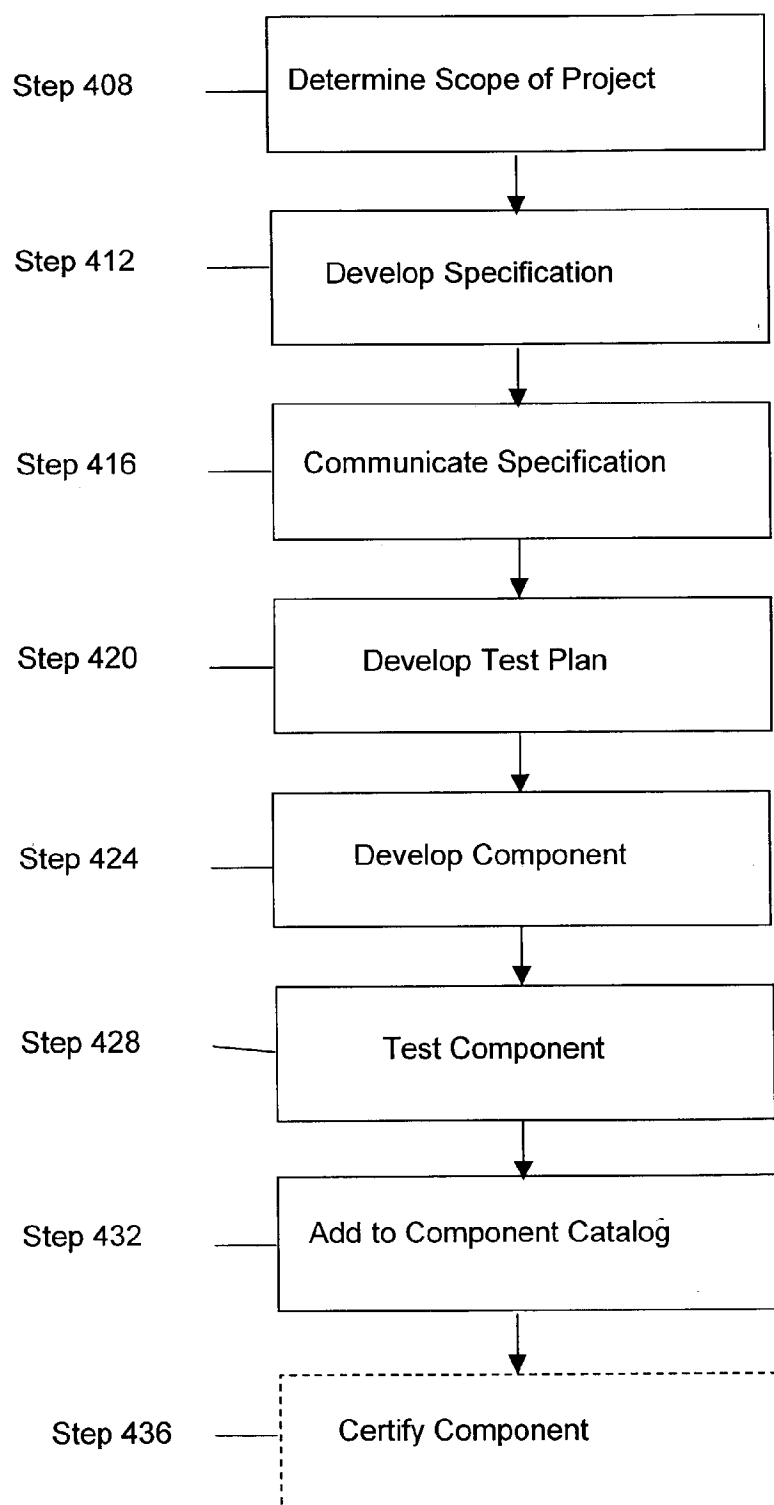 Step 408
Determine Scope of Project
Step 412
Develop Specification
Step 416
Communicate Specification
Step 420
Develop Test Plan
Step 424
Develop Component
Step 428
Test Component
Step 432
Add to Component Catalog
Step 436
Certify Component